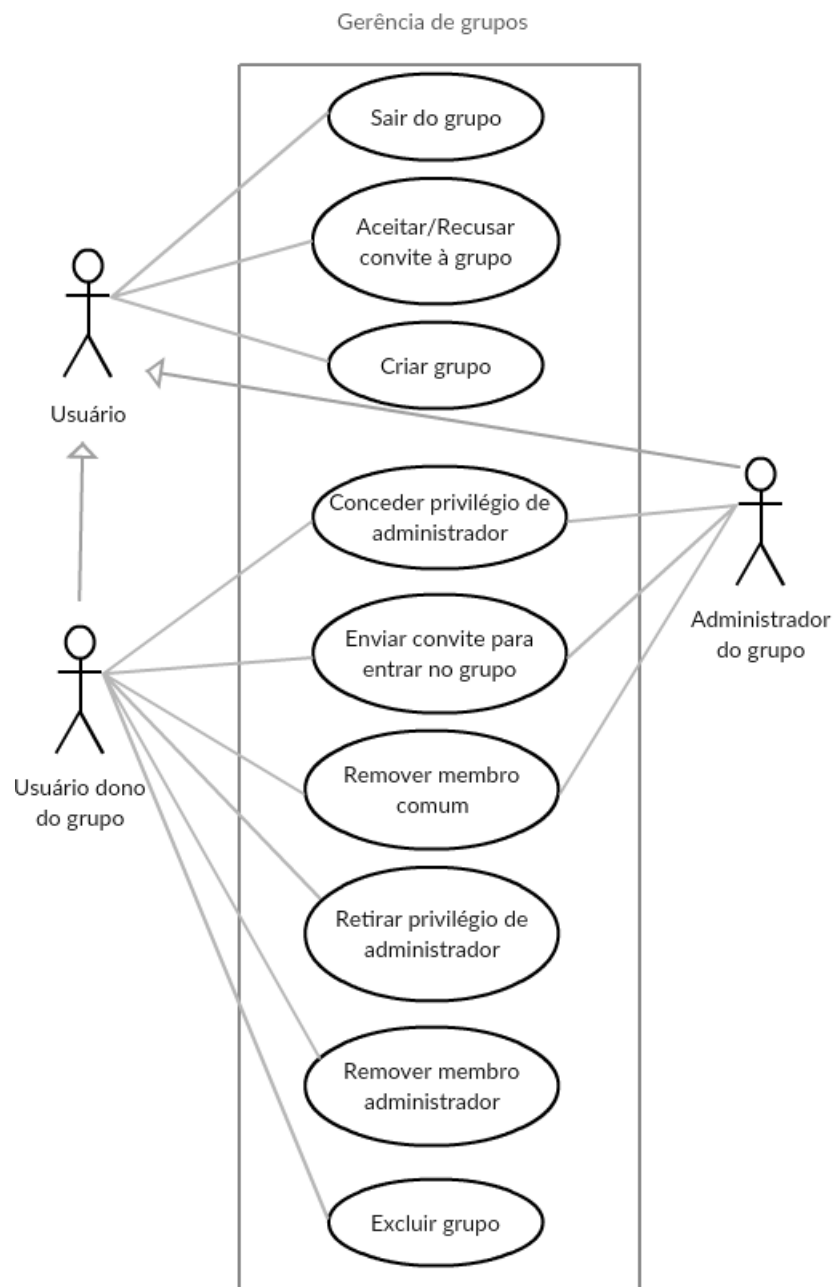 Gerência de grupos
Sair do grupo
Aceitar/Recusar
convite à grupo
Criar grupo
Usuário
Conceder privilégio de
administrador
Administrador
do grupo
Enviar convite para
entrar no grupo
Remover membro
comum
Usuário dono
do grupo
Retirar privilégio de
administrador
Remover membro
administrador
Excluir grupo